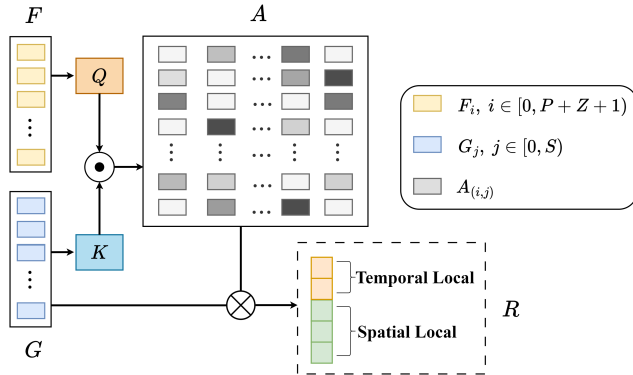 F
A
Q
K
G
F_i, i ∈ [0, P + Z + 1)
G_j, j ∈ [0, S)
A_(i,j)
Temporal Local
Spatial Local
R